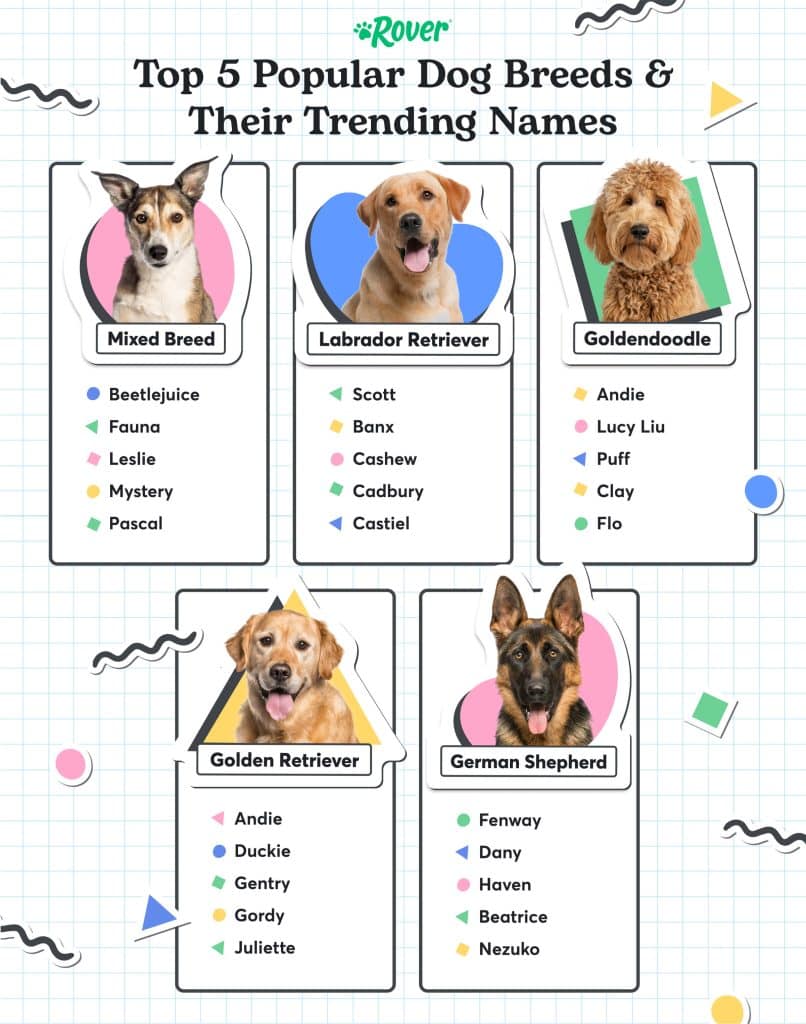 Rover
Top 5 Popular Dog Breeds &
Their Trending Names
Mixed Breed
Beetlejuice
Fauna
Leslie
Mystery
Pascal
Labrador Retriever
Scott
Banx
Cashew
Cadbury
Castiel
Goldendoodle
Andie
Lucy Liu
Puff
Clay
Flo
Golden Retriever
Andie
Duckie
Gentry
Gordy
Juliette
German Shepherd
Fenway
Dany
Haven
Beatrice
Nezuko